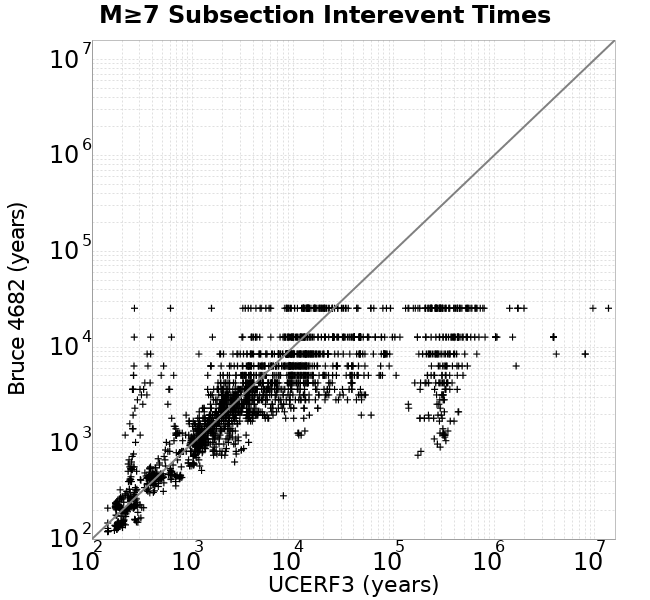 M≥7 Subsection Interevent Times
10^7
10^6
10^5
10^4
10^3
10^2
Bruce 4682 (years)
10^2 10^3 10^4 10^5 10^6 10^7
UCERF3 (years)